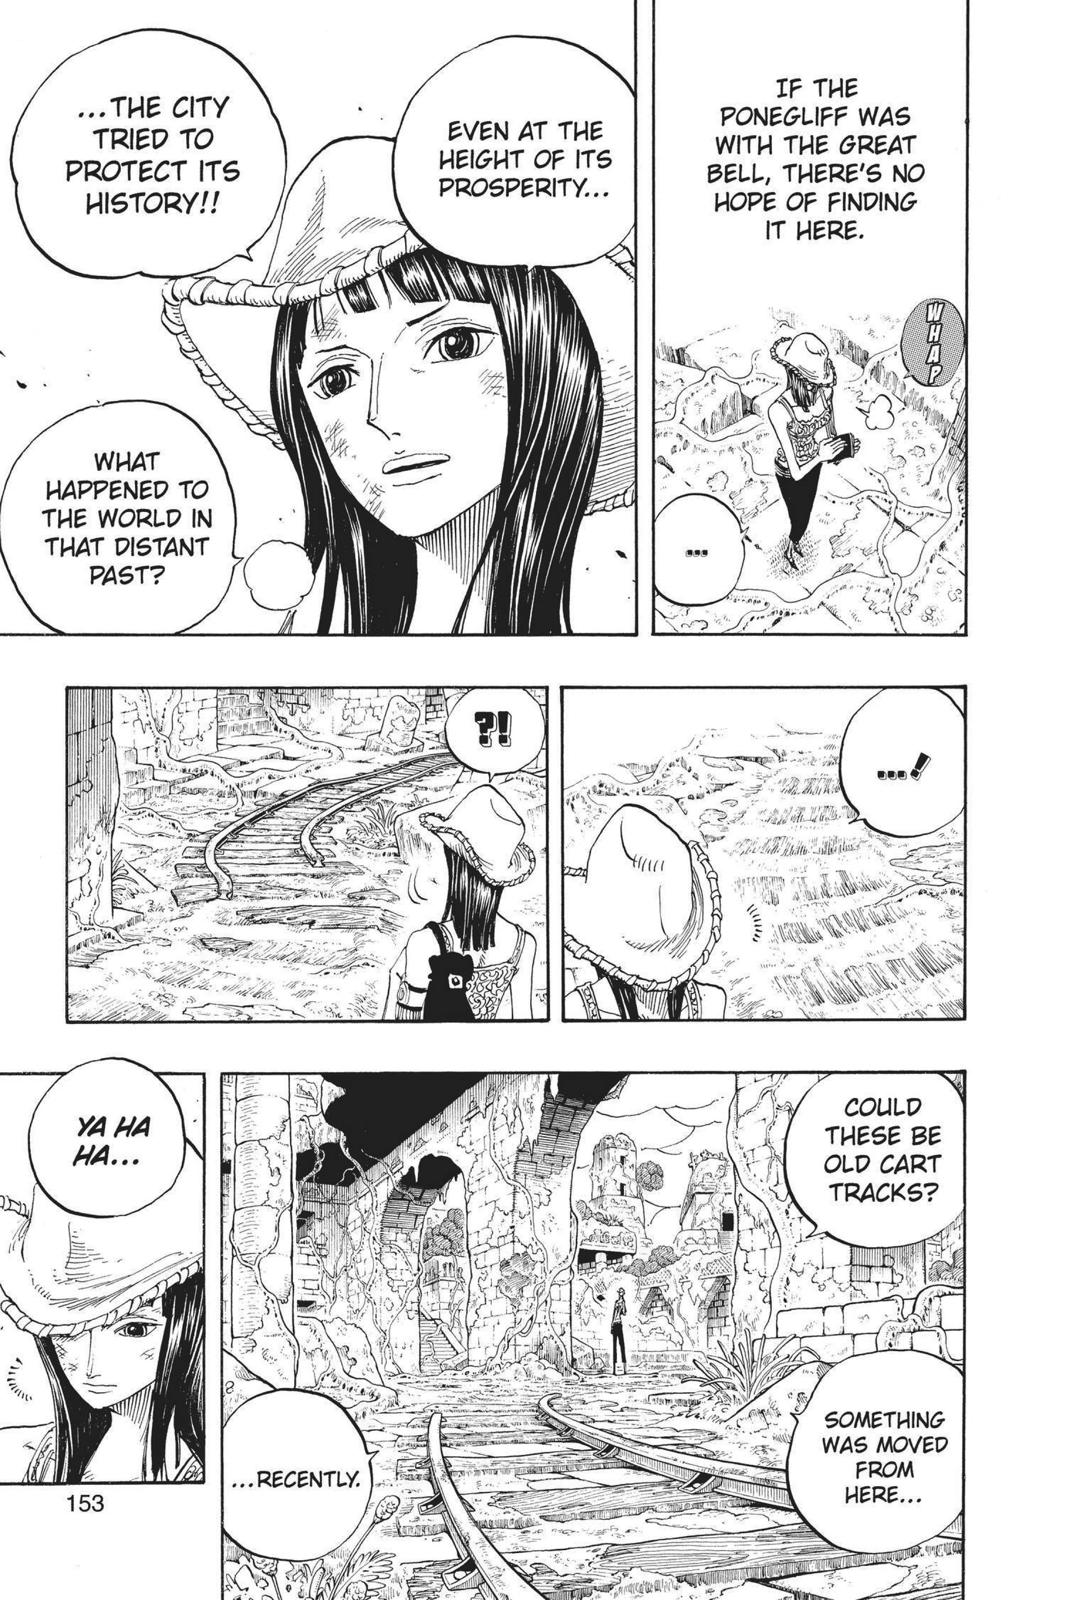 IF THE
PONEGLIFF WAS
WITH THE GREAT
BELL, THERE'S NO
HOPE OF FINDING
IT HERE.
WHAP
...
EVEN AT THE
HEIGHT OF ITS
PROSPERITY...
...THE CITY
TRIED TO
PROTECT ITS
HISTORY!!
WHAT
HAPPENED TO
THE WORLD IN
THAT DISTANT
PAST?
...!
?!
COULD
THESE BE
OLD CART
TRACKS?
SOMETHING
WAS MOVED
FROM
HERE...
...RECENTLY.
YA HA
HA...
153